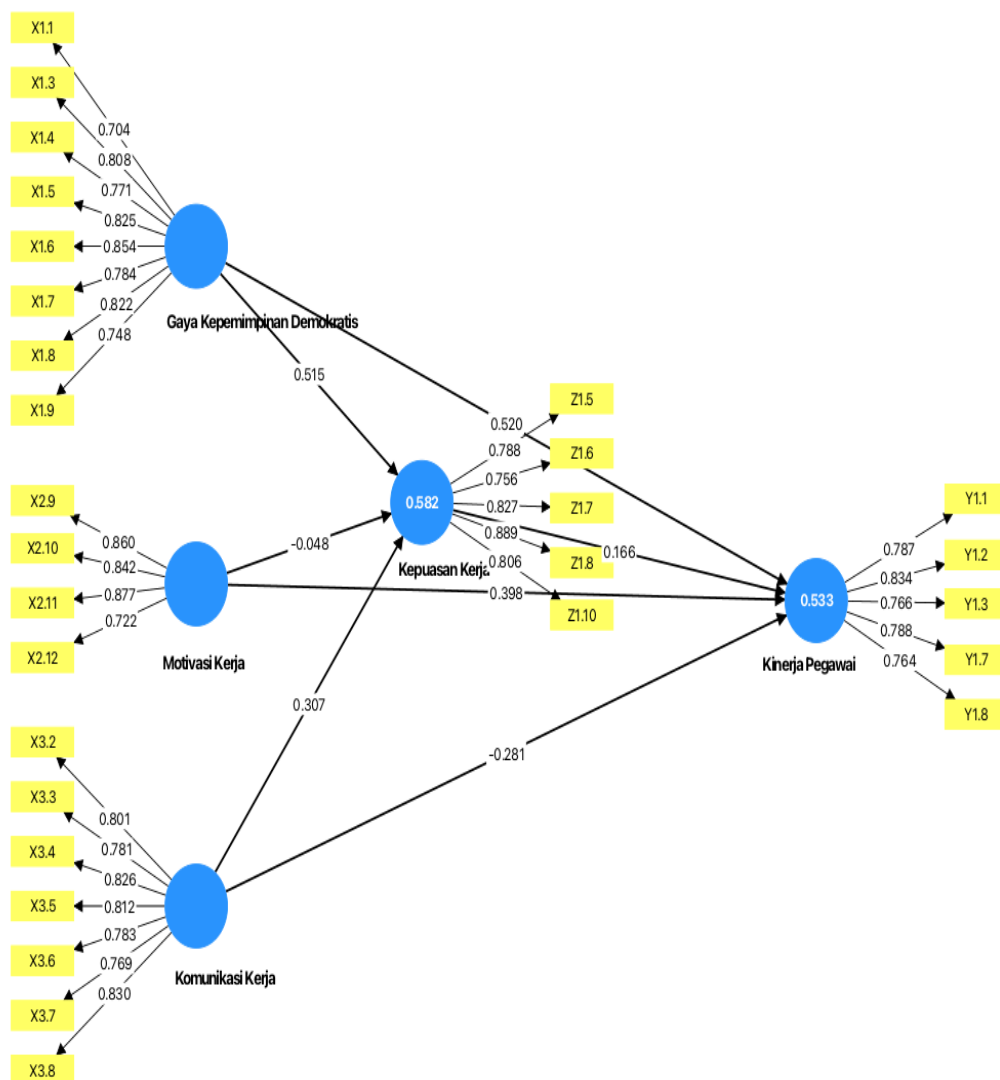 X1.1
X1.3
X1.4
X1.5
X1.6
X1.7
X1.8
X1.9
0.704
0.808
0.771
0.825
0.854
0.784
0.822
0.748
Gaya Kepemimpinan Demokratis
0.515
0.520
X2.9
X2.10
X2.11
X2.12
0.860
0.842
0.877
0.722
Motivasi Kerja
-0.048
0.398
0.582
Kepuasan Kerja
0.788
0.756
0.827
0.889
0.806
Z1.5
Z1.6
Z1.7
Z1.8
Z1.10
0.166
0.307
-0.281
X3.2
X3.3
X3.4
X3.5
X3.6
X3.7
X3.8
0.801
0.781
0.826
0.812
0.783
0.769
0.830
Komunikasi Kerja
0.533
Kinerja Pegawai
0.787
0.834
0.766
0.788
0.764
Y1.1
Y1.2
Y1.3
Y1.7
Y1.8